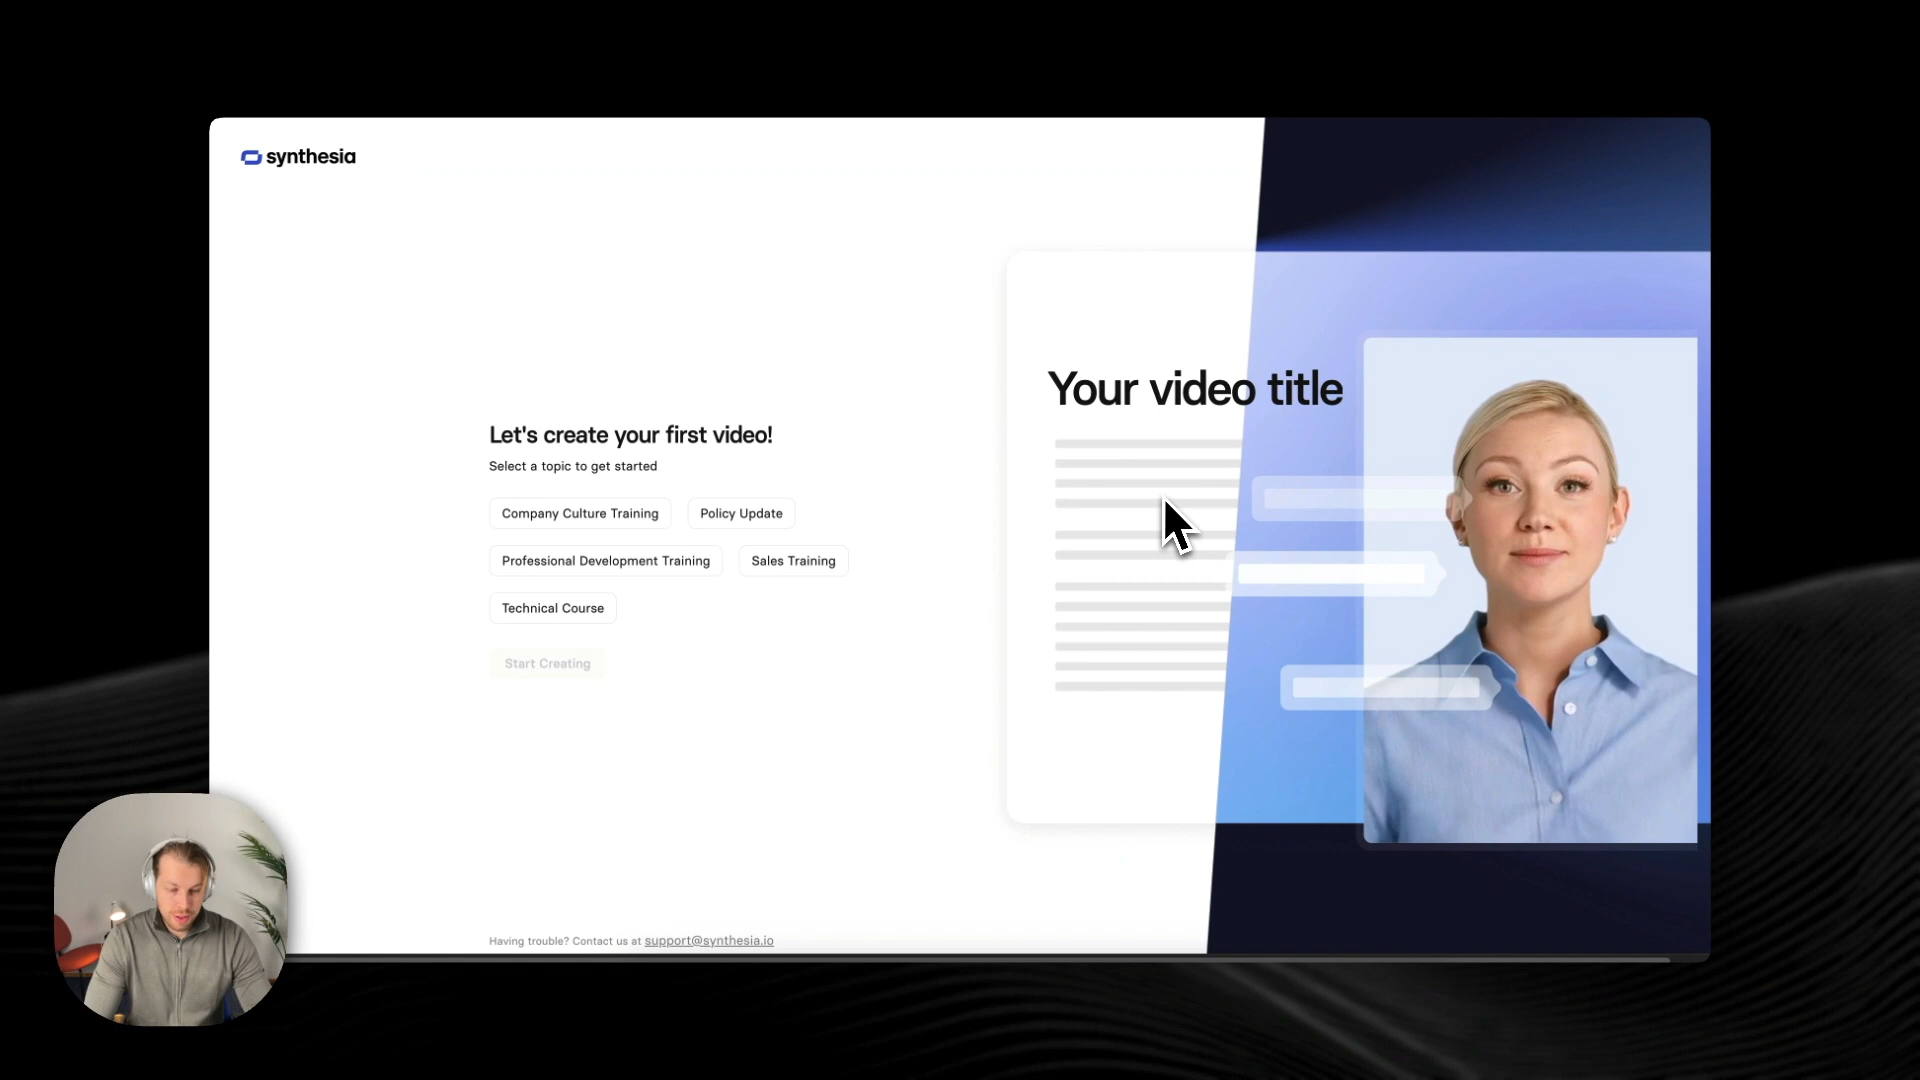 synthesia
Your video title
Let's create your first video!
Select a topic to get started
Company Culture Training
Policy Update
Professional Development Training
Sales Training
Technical Course
Start Creating
Having trouble? Contact us at support@synthesia.io